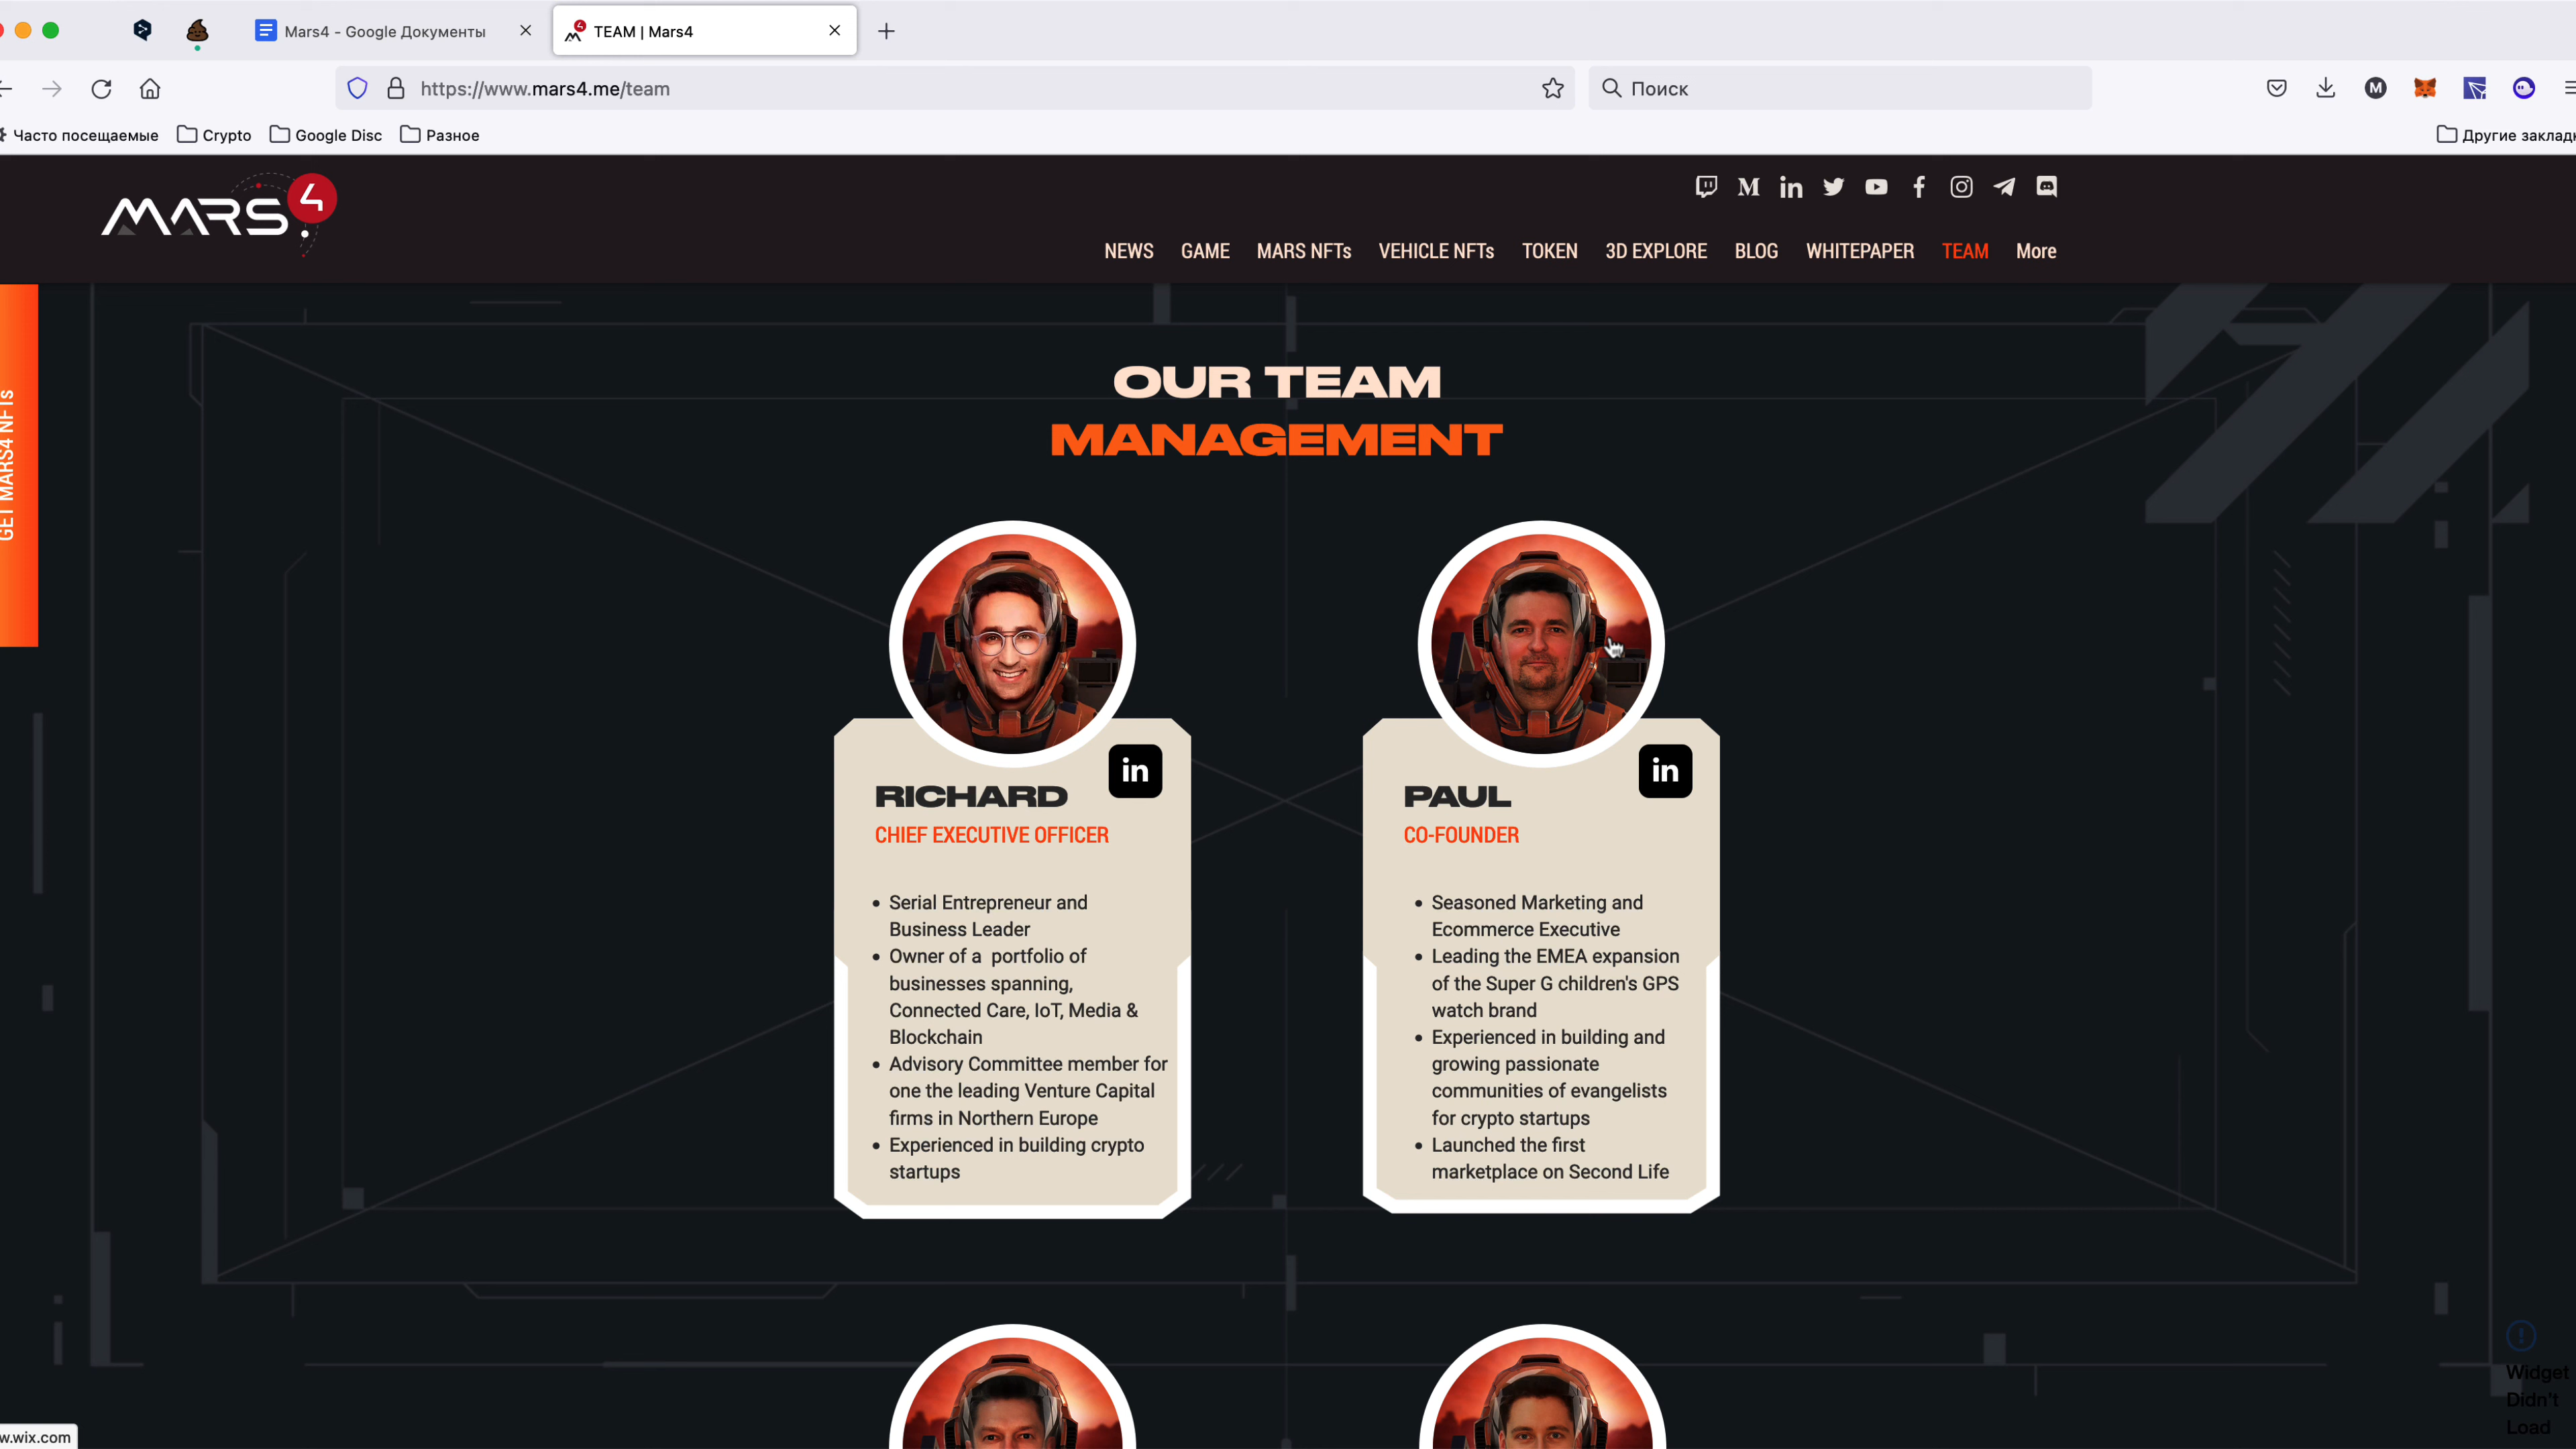 Mars4 - Google Документы
TEAM | Mars4
https://www.mars4.me/team
Поиск
Часто посещаемые
Crypto
Google Disc
Разное
MARS4
NEWS
GAME
MARS NFTs
VEHICLE NFTs
TOKEN
3D EXPLORE
BLOG
WHITEPAPER
TEAM
More
GET MARS4 NFTs
OUR TEAM
MANAGEMENT
in
RICHARD
CHIEF EXECUTIVE OFFICER
Serial Entrepreneur and
Business Leader
Owner of a portfolio of
businesses spanning,
Connected Care, IoT, Media &
Blockchain
Advisory Committee member for
one the leading Venture Capital
firms in Northern Europe
Experienced in building crypto
startups
in
PAUL
CO-FOUNDER
Seasoned Marketing and
Ecommerce Executive
Leading the EMEA expansion
of the Super G children's GPS
watch brand
Experienced in building and
growing passionate
communities of evangelists
for crypto startups
Launched the first
marketplace on Second Life
Widget
Didn't
Load
w.wix.com